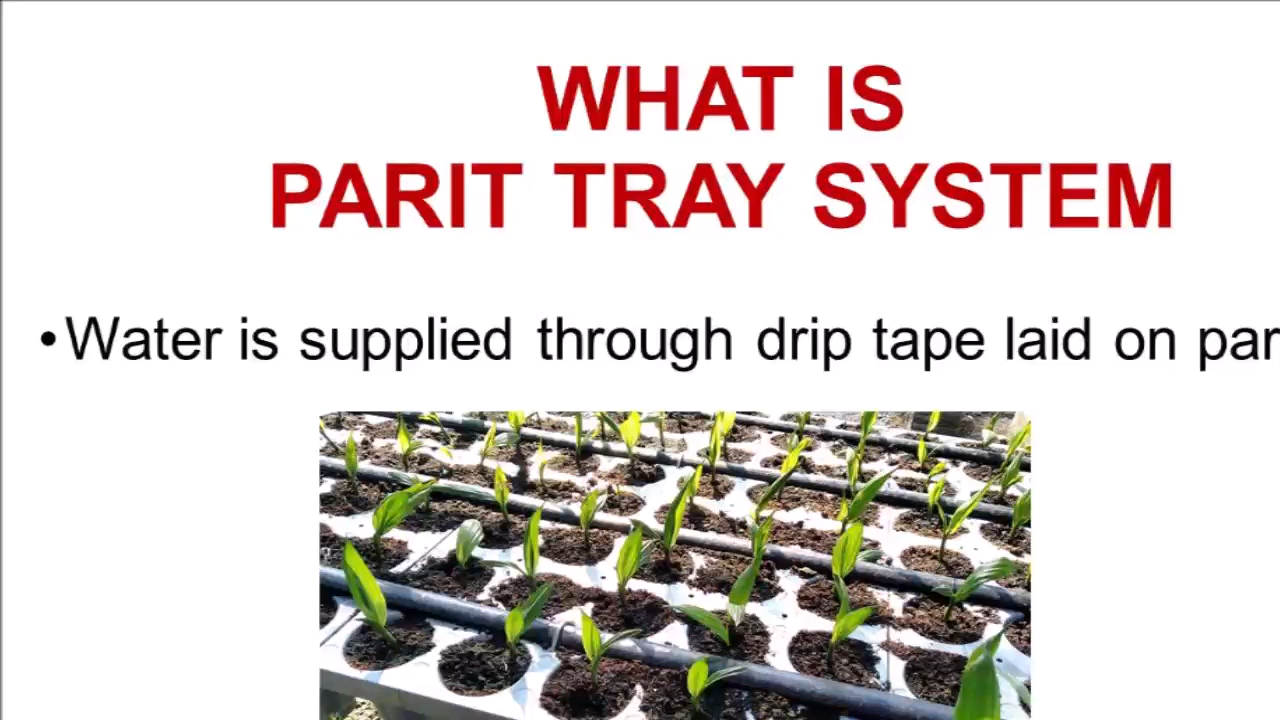 WHAT IS
PARIT TRAY SYSTEM
•Water is supplied through drip tape laid on par